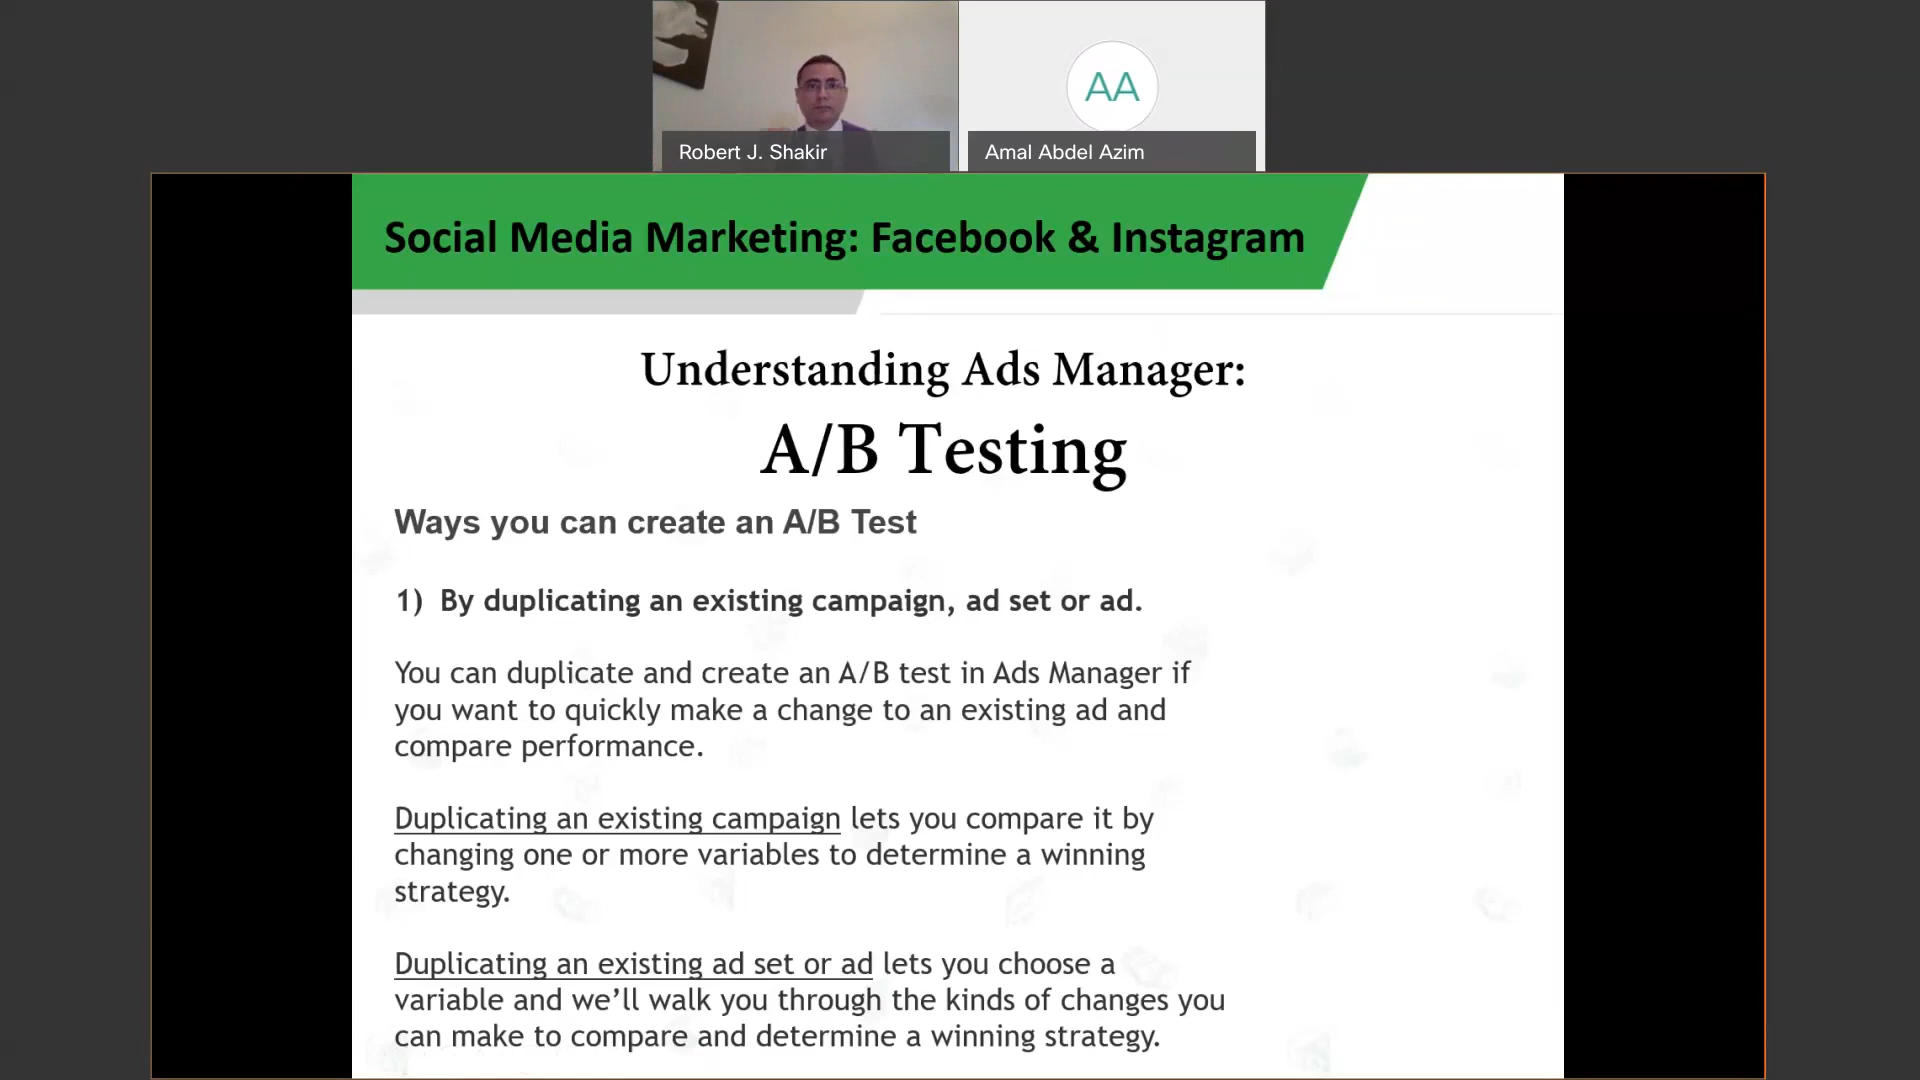 AA
Robert J. Shakir
Amal Abdel Azim
Social Media Marketing: Facebook & Instagram
Understanding Ads Manager:
A/B Testing
Ways you can create an A/B Test
1) By duplicating an existing campaign, ad set or ad.
You can duplicate and create an A/B test in Ads Manager if
you want to quickly make a change to an existing ad and
compare performance.
Duplicating an existing campaign lets you compare it by
changing one or more variables to determine a winning
strategy.
Duplicating an existing ad set or ad lets you choose a
variable and we’ll walk you through the kinds of changes you
can make to compare and determine a winning strategy.